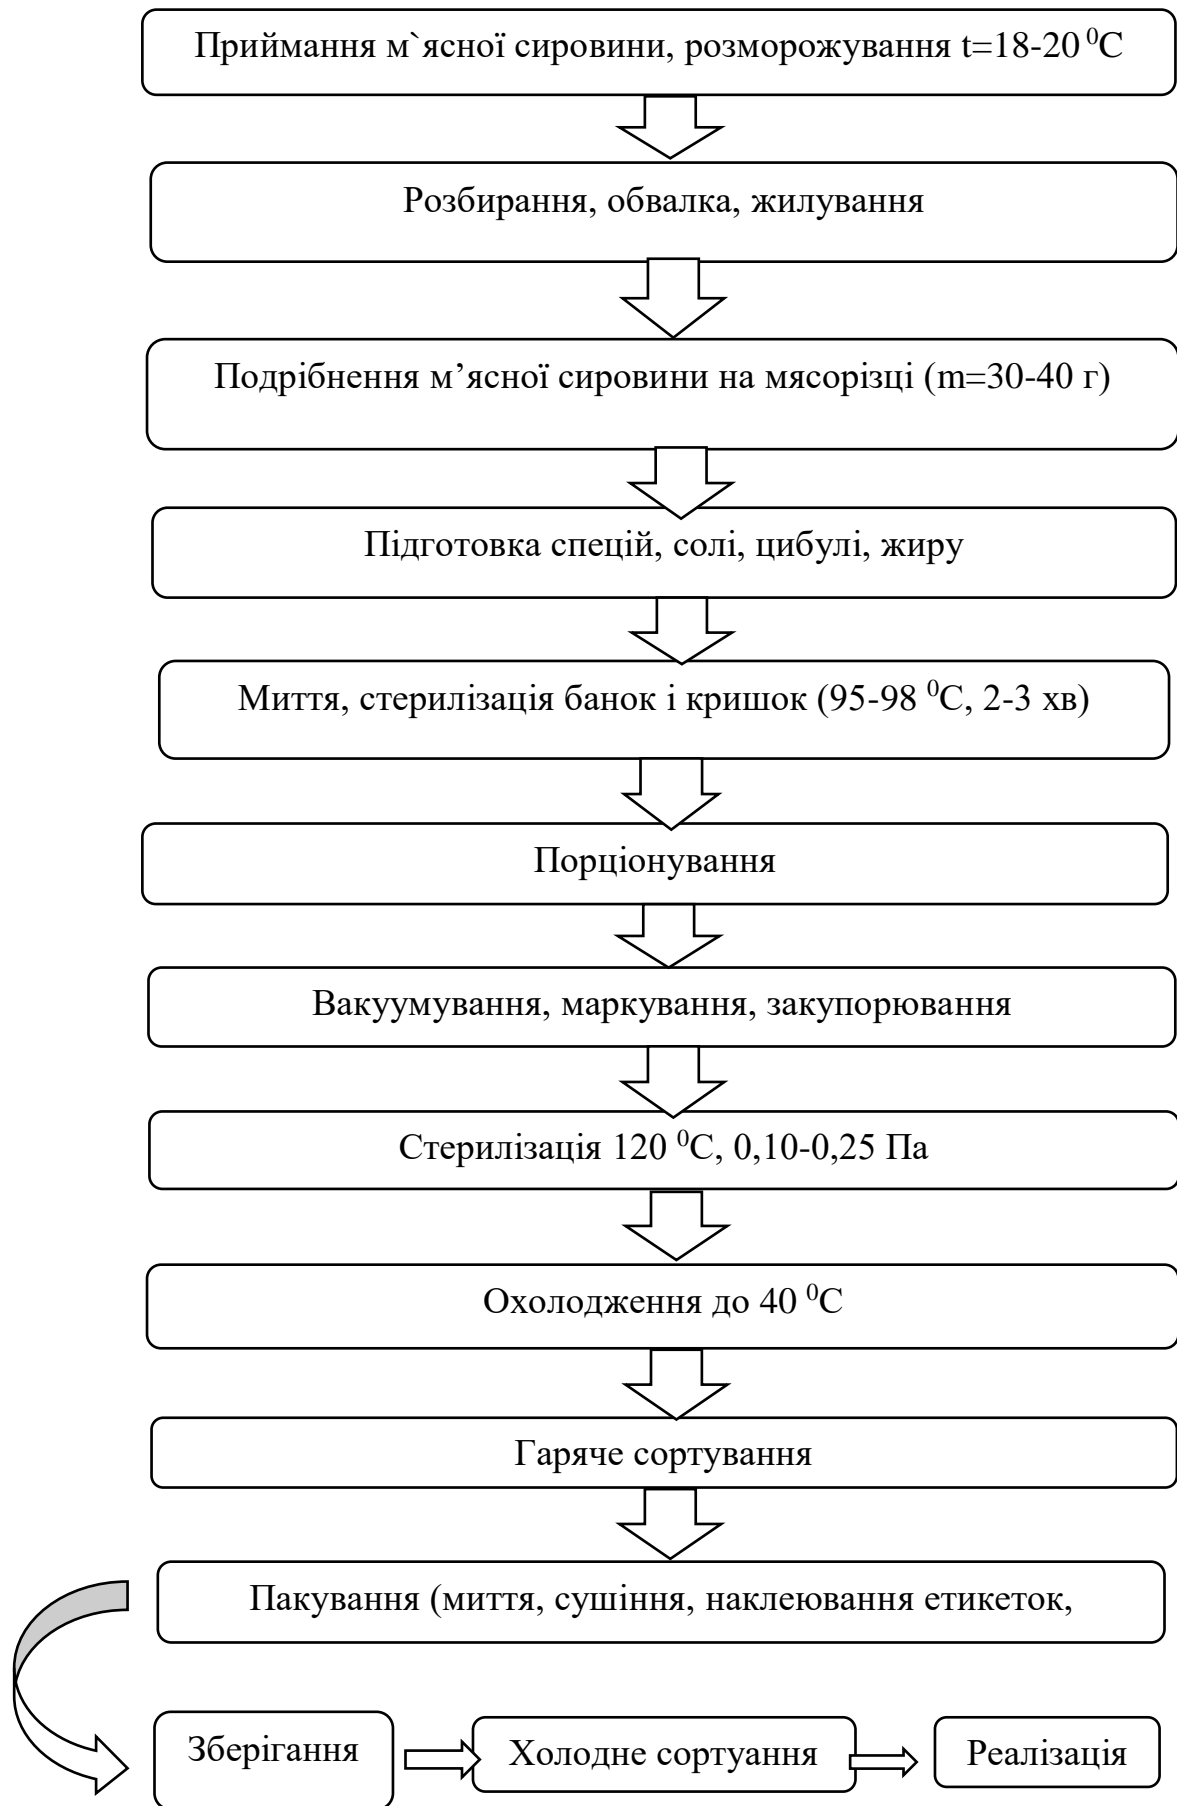 Приймання м`ясної сировини, розморожування t=18-20 ⁰С
Розбирання, обвалка, жилування
Подрібнення м’ясної сировини на мясорізці (m=30-40 г)
Підготовка спецій, солі, цибулі, жиру
Миття, стерилізація банок і кришок (95-98 ⁰С, 2-3 хв)
Порціонування
Вакуумування, маркування, закупорювання
Стерилізація 120 ⁰С, 0,10-0,25 Па
Охолодження до 40 ⁰С
Гаряче сортування
Пакування (миття, сушіння, наклеювання етикеток,
Зберігання
Холодне сортуання
Реалізація